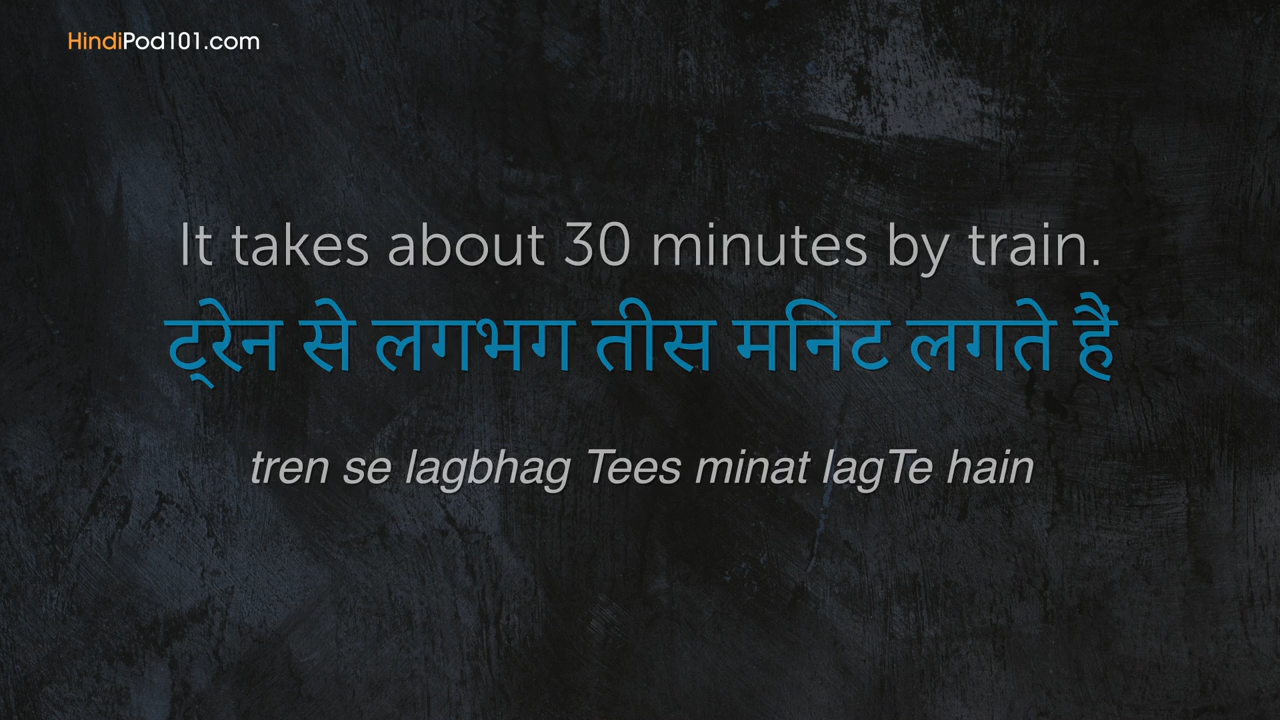 HindiPod101.com
It takes about 30 minutes by train.
ट्रेन से लगभग तीस मनिट लगते हैं
tren se lagbhag Tees minat lagTe hain